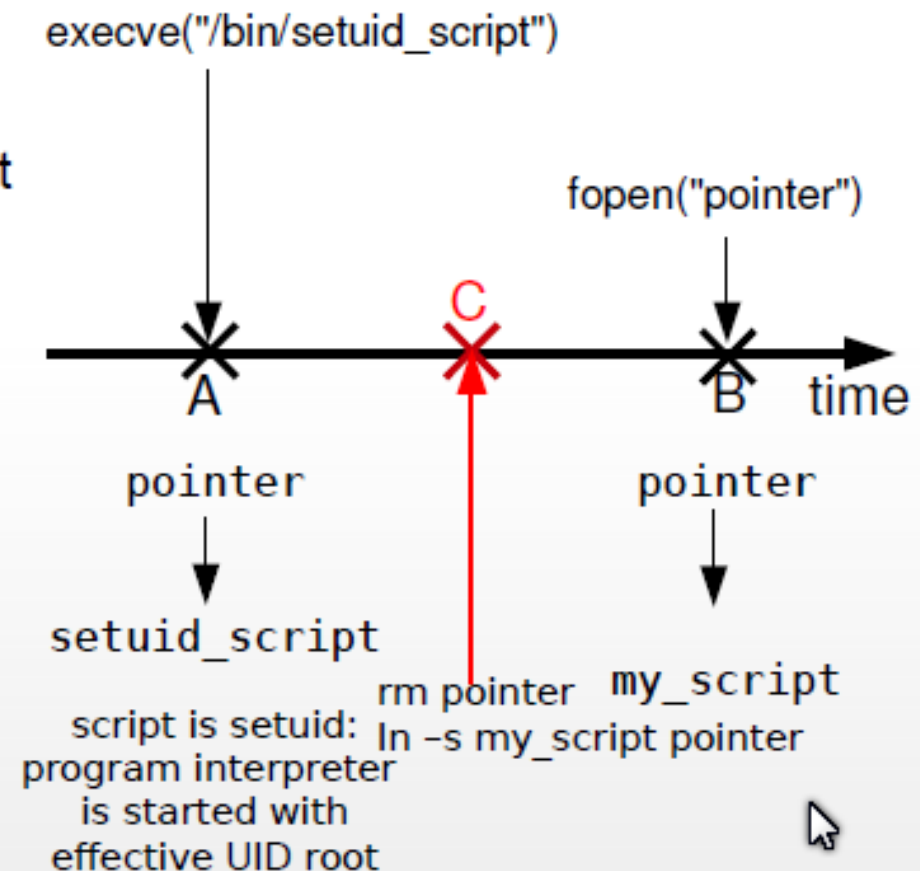 execve("/bin/setuid_script")
t
fopen("pointer")
C
A
B
time
pointer
pointer
setuid_script
my_script
rm pointer
ln –s my_script pointer
script is setuid:
program interpreter
is started with
effective UID root